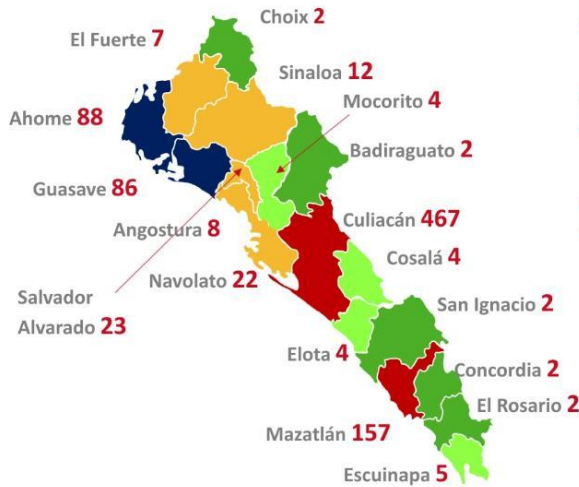 Choix 2
El Fuerte 7
Sinaloa 12
Mocorito 4
Ahome 88
Badiraguato 2
Guasave 86
Culiacán 467
Angostura 8
Cosalá 4
Navolato 22
Salvador
Alvarado 23
San Ignacio 2
Elota 4
Concordia 2
El Rosario 2
Mazatlán 157
Escuinapa 5